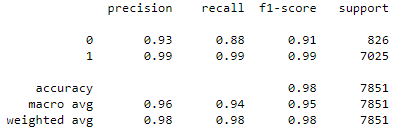 precision recall f1-score support
0 0.93 0.88 0.91 826
1 0.99 0.99 0.99 7025
accuracy 0.98 7851
macro avg 0.96 0.94 0.95 7851
weighted avg 0.98 0.98 0.98 7851